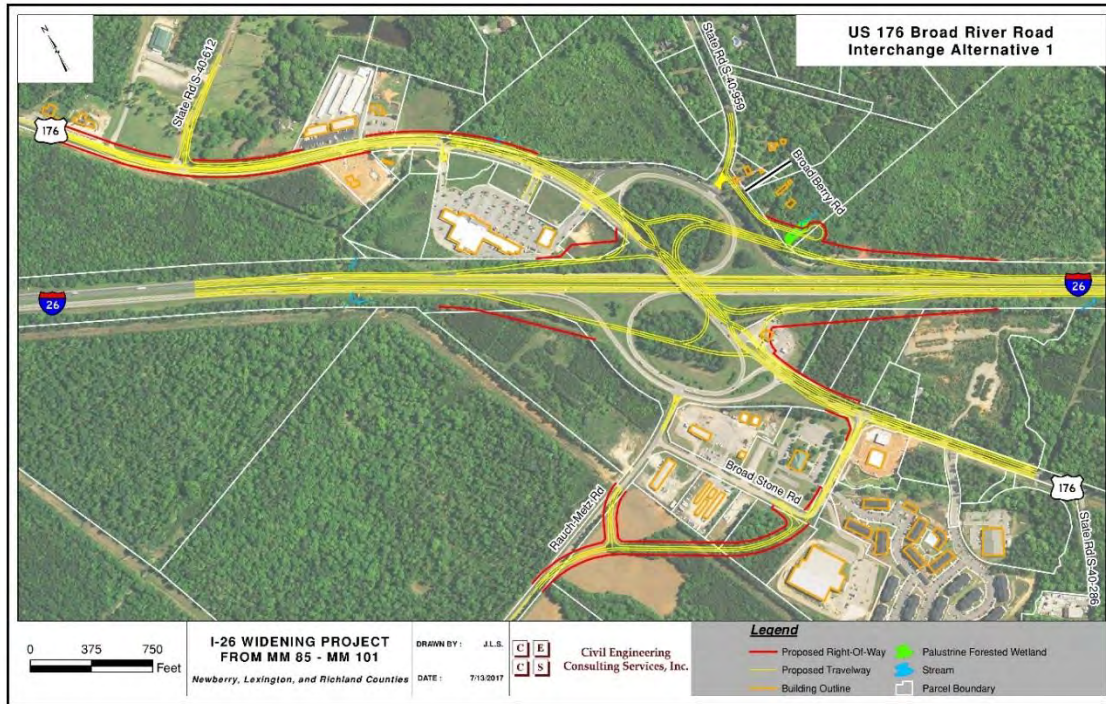 US 176 Broad River Road
Interchange Alternative 1
N
State Rd S-40-612
State Rd S-40-959
176
Broad Berry Rd
26
26
Broad Stone Rd
Rauch-Metz Rd
176
State Rd S-40-286
0 375 750
Feet
I-26 WIDENING PROJECT
FROM MM 85 - MM 101
Newberry, Lexington, and Richland Counties
DRAWN BY : J.L.S.
DATE : 7/13/2017
C E
C S
Civil Engineering
Consulting Services, Inc.
Legend
Proposed Right-Of-Way
Proposed Travelway
Building Outline
Palustrine Forested Wetland
Stream
Parcel Boundary